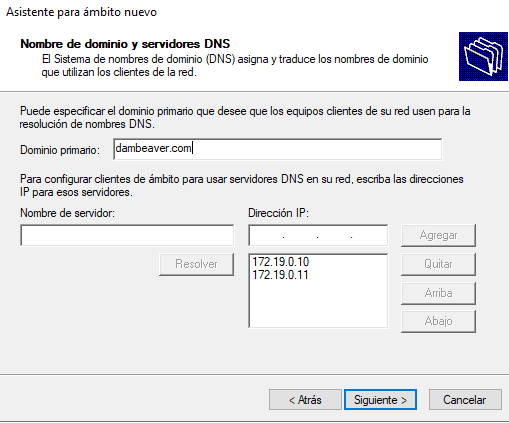 Asistente para ámbito nuevo
Nombre de dominio y servidores DNS
El Sistema de nombres de dominio (DNS) asigna y traduce los nombres de dominio
que utilizan los clientes de la red.
Puede especificar el dominio primario que desee que los equipos clientes de su red usen para la
resolución de nombres DNS.
Dominio primario: dambeaver.com
Para configurar clientes de ámbito para usar servidores DNS en su red, escriba las direcciones
IP para esos servidores.
Nombre de servidor: Dirección IP:
. . . Agregar
Resolver 172.19.0.10 Quitar
172.19.0.11
Arriba
Abajo
< Atrás Siguiente > Cancelar